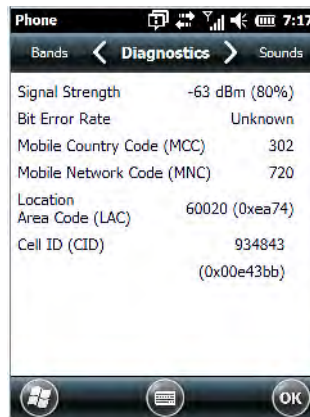 Phone 7:17
Bands Diagnostics Sounds
Signal Strength -63 dBm (80%)
Bit Error Rate Unknown
Mobile Country Code (MCC) 302
Mobile Network Code (MNC) 720
Location
Area Code (LAC) 60020 (0xea74)
Cell ID (CID) 934843
(0x00e43bb)
OK